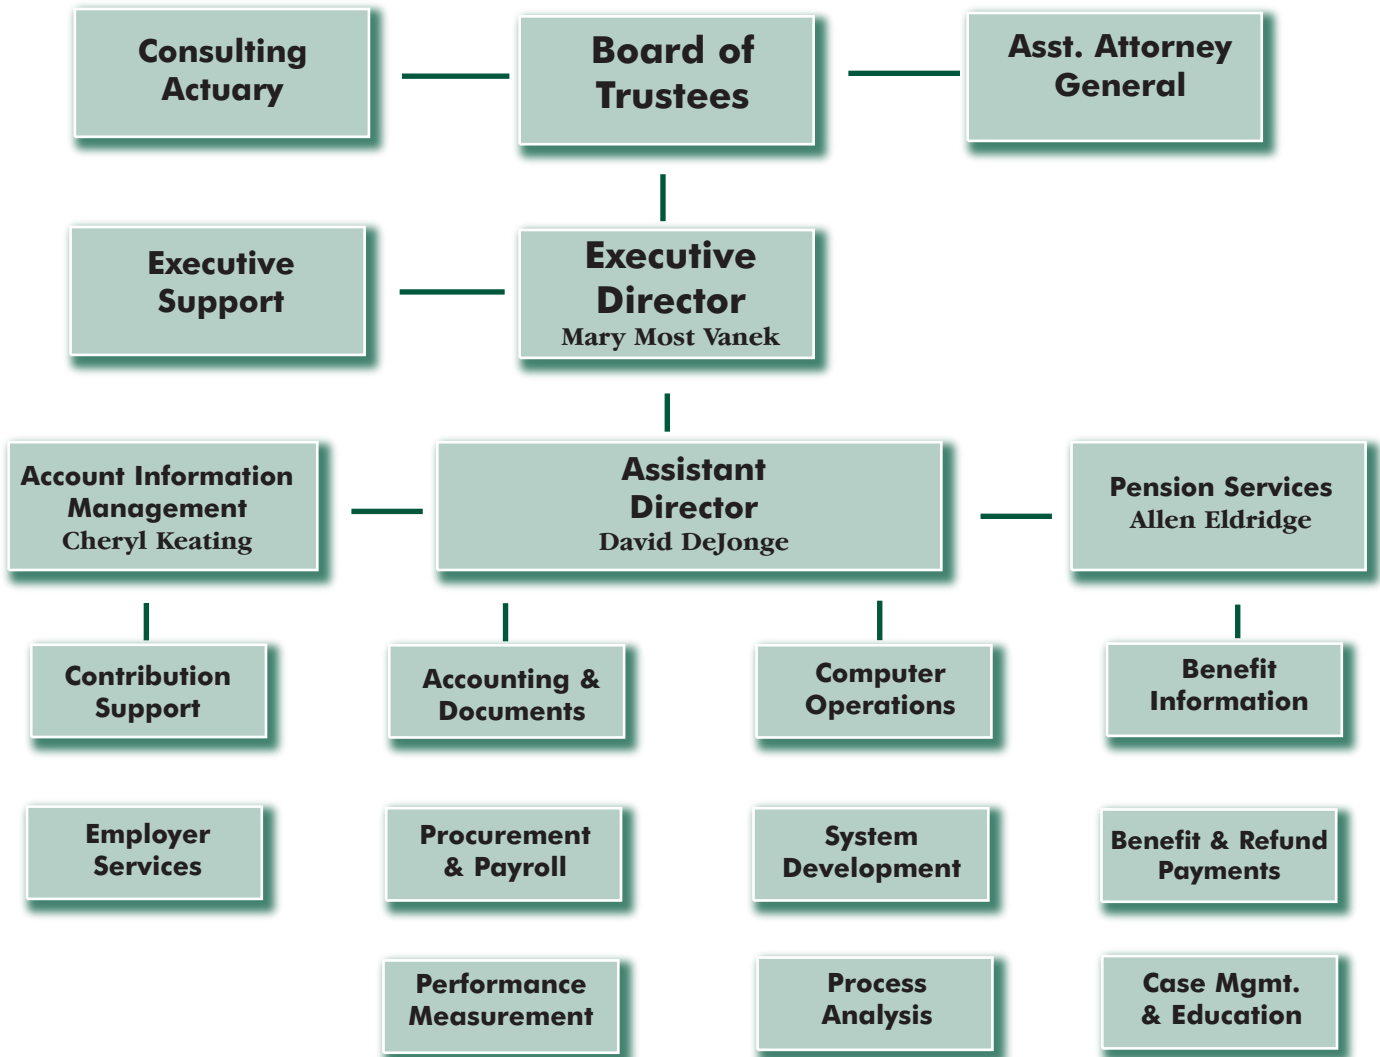 Consulting
Actuary
Board of
Trustees
Asst. Attorney
General
Executive
Support
Executive
Director
Mary Most Vanek
Account Information
Management
Cheryl Keating
Assistant
Director
David DeJonge
Pension Services
Allen Eldridge
Contribution
Support
Accounting &
Documents
Computer
Operations
Benefit
Information
Employer
Services
Procurement
& Payroll
System
Development
Benefit & Refund
Payments
Performance
Measurement
Process
Analysis
Case Mgmt.
& Education